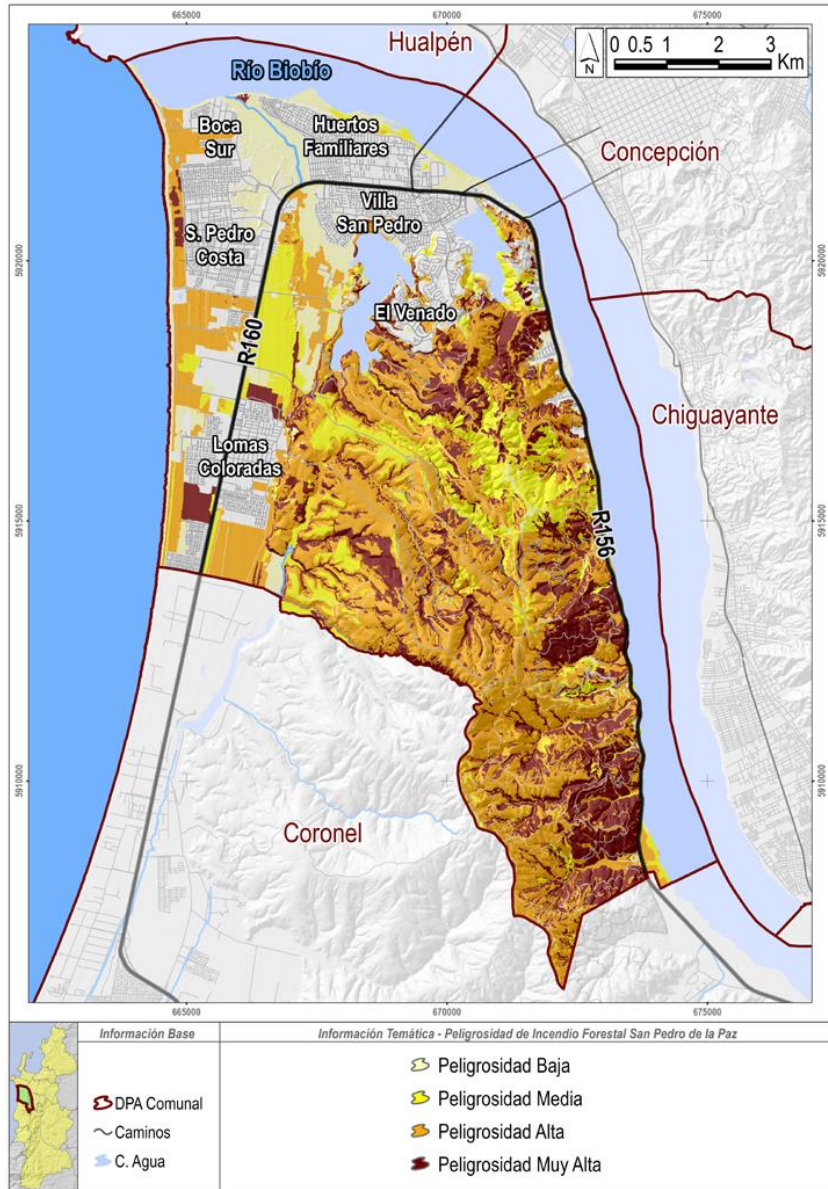 665000
670000
675000
Hualpén
0 0.5 1 2 3
Km
N
Río Biobío
Boca
Sur
Huertos
Familiares
Concepción
Villa
San Pedro
S. Pedro
Costa
5920000
5920000
El Venado
R160
Chiguayante
Lomas
Coloradas
R156
5915000
5915000
5910000
5910000
Coronel
665000
670000
675000
Información Base
Información Temática - Peligrosidad de Incendio Forestal San Pedro de la Paz
DPA Comunal
Caminos
C. Agua
Peligrosidad Baja
Peligrosidad Media
Peligrosidad Alta
Peligrosidad Muy Alta